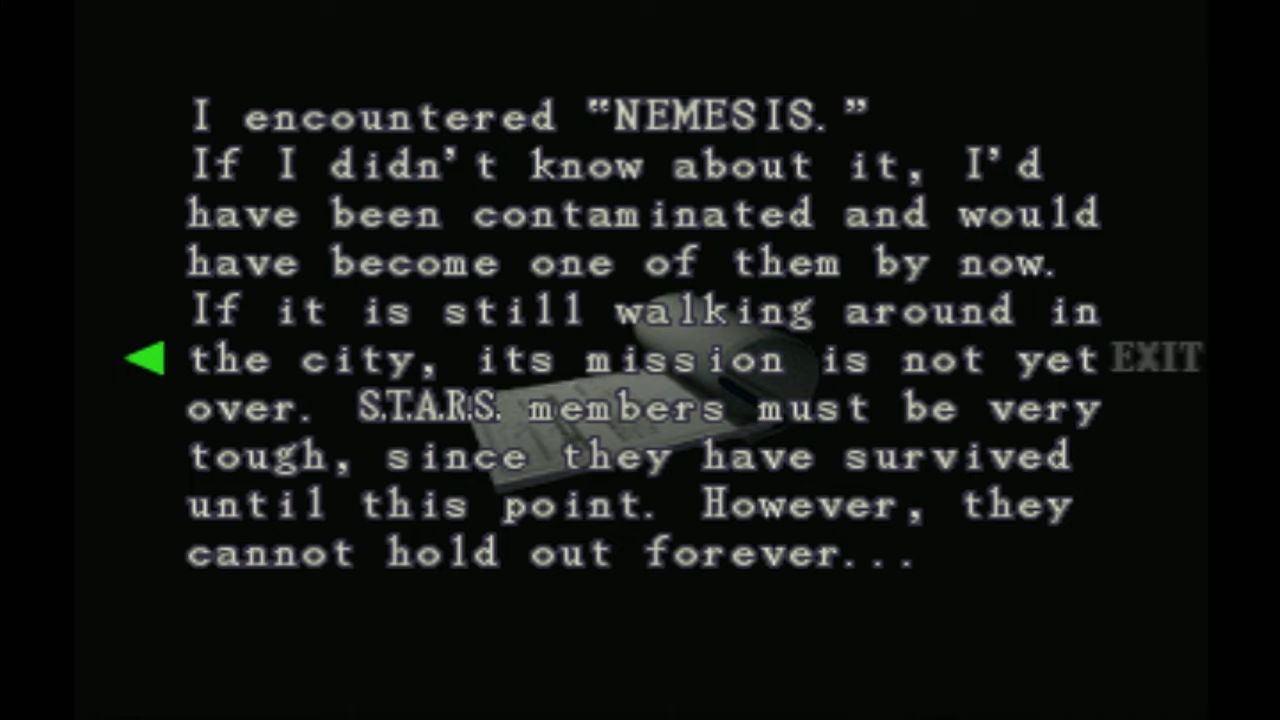 I encountered “NEMESIS.”
If I didn’t know about it, I’d
have been contaminated and would
have become one of them by now.
If it is still walking around in
the city, its mission is not yet
EXIT
over. S.T.A.R.S. members must be very
tough, since they have survived
until this point. However, they
cannot hold out forever...